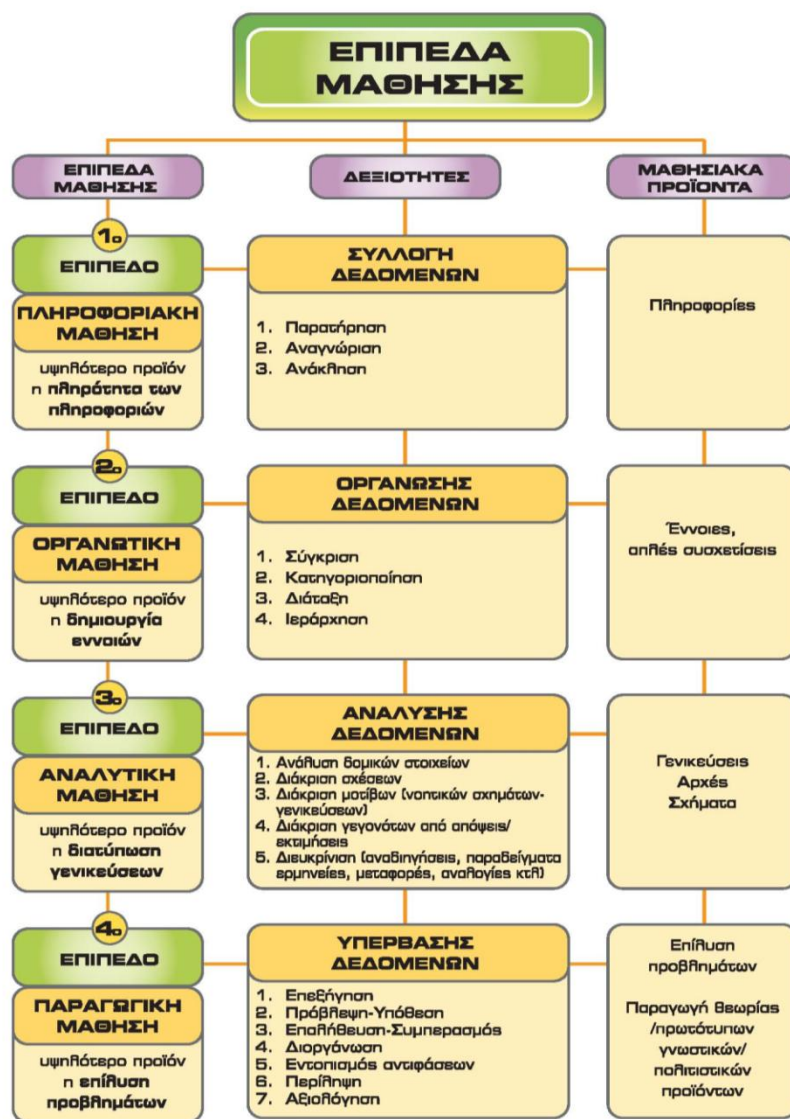 ΕΠΙΠΕΔΑ
ΜΑΘΗΣΗΣ
ΕΠΙΠΕΔΑ
ΜΑΘΗΣΗΣ
ΔΕΞΙΟΤΗΤΕΣ
ΜΑΘΗΣΙΑΚΑ
ΠΡΟΪΟΝΤΑ
1ο
ΕΠΙΠΕΔΟ
ΠΛΗΡΟΦΟΡΙΑΚΗ
ΜΑΘΗΣΗ
υψηλότερο προϊόν
η πληρότητα των
πληροφοριών
ΣΥΛΛΟΓΗ
ΔΕΔΟΜΕΝΩΝ
1. Παρατήρηση
2. Αναγνώριση
3. Ανάκληση
Πληροφορίες
2ο
ΕΠΙΠΕΔΟ
ΟΡΓΑΝΩΤΙΚΗ
ΜΑΘΗΣΗ
υψηλότερο προϊόν
η δημιουργία
εννοιών
ΟΡΓΑΝΩΣΗΣ
ΔΕΔΟΜΕΝΩΝ
1. Σύγκριση
2. Κατηγοριοποίηση
3. Διάταξη
4. Ιεράρχηση
Έννοιες,
απλές συσχετίσεις
3ο
ΕΠΙΠΕΔΟ
ΑΝΑΛΥΤΙΚΗ
ΜΑΘΗΣΗ
υψηλότερο προϊόν
η διατύπωση
γενικεύσεων
ΑΝΑΛΥΣΗΣ
ΔΕΔΟΜΕΝΩΝ
1. Ανάλυση δομικών στοιχείων
2. Διάκριση σχέσεων
3. Διάκριση μοτίβων (νοητικών σχημάτων-
γενικεύσεων)
4. Διάκριση γεγονότων από απόψεις/
εκτιμήσεις
5. Διευκρίνιση (αναδιηγήσεις, παραδείγματα
ερμηνείες, μεταφορές, αναλογίες κτλ)
Γενικεύσεις
Αρχές
Σχήματα
4ο
ΕΠΙΠΕΔΟ
ΠΑΡΑΓΩΓΙΚΗ
ΜΑΘΗΣΗ
υψηλότερο προϊόν
η επίλυση
προβλημάτων
ΥΠΕΡΒΑΣΗΣ
ΔΕΔΟΜΕΝΩΝ
1. Επεξήγηση
2. Πρόβλεψη-Υπόθεση
3. Επαλήθευση-Συμπερασμός
4. Διοργάνωση
5. Εντοπισμός αντιφάσεων
6. Περίληψη
7. Αξιολόγηση
Επίλυση
προβλημάτων
Παραγωγή θεωρίας
/πρωτότυπων
γνωστικών/
πολιτιστικών
προϊόντων